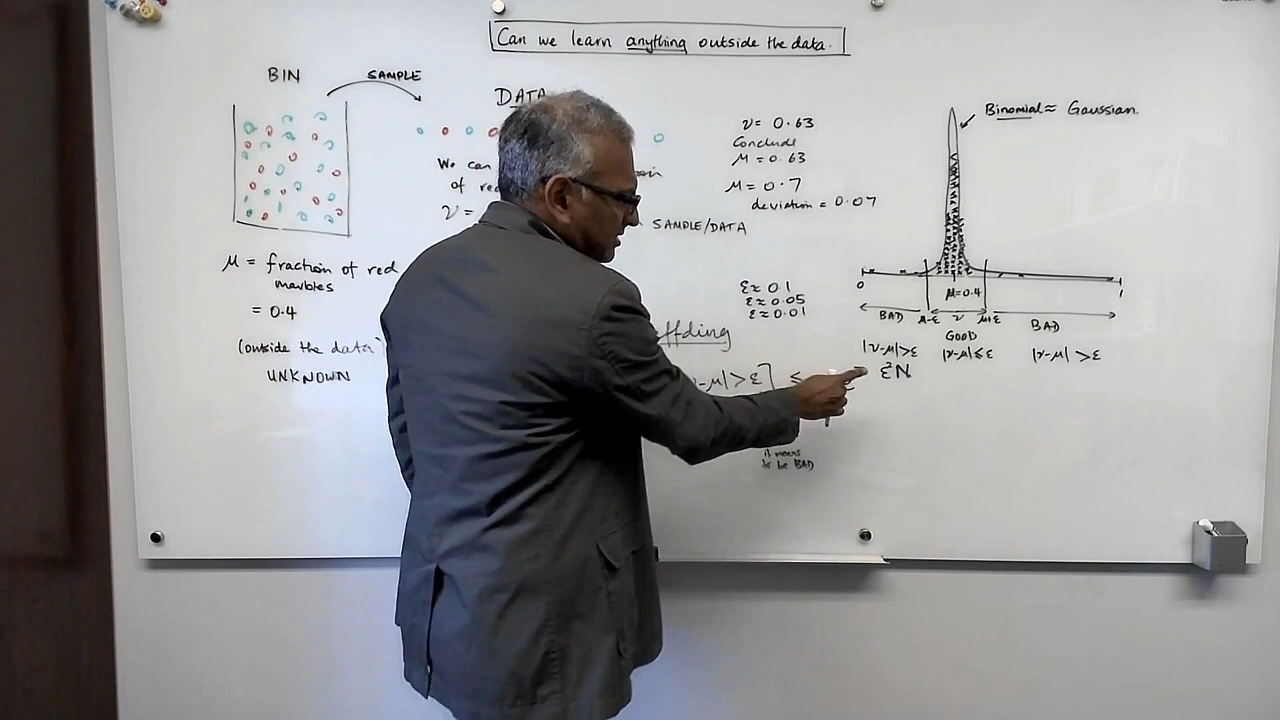 Can we learn anything outside the data.
BIN
SAMPLE
DATA
We can
of red
ν =
ν = 0.63
Conclude
μ = 0.63
μ = 0.7
deviation = 0.07
SAMPLE/DATA
μ = fraction of red
marbles
= 0.4
(outside the data)
UNKNOWN
ε ≈ 0.1
ε ≈ 0.05
ε ≈ 0.01
ffding
ν-μ| > ε] ≤
ε²N
it means
to be BAD
Binomial ≈ Gaussian.
0
μ = 0.4
1
BAD
μ-ε
ν
μ+ε
BAD
GOOD
|ν-μ| > ε
|ν-μ| ≤ ε
|ν-μ| > ε